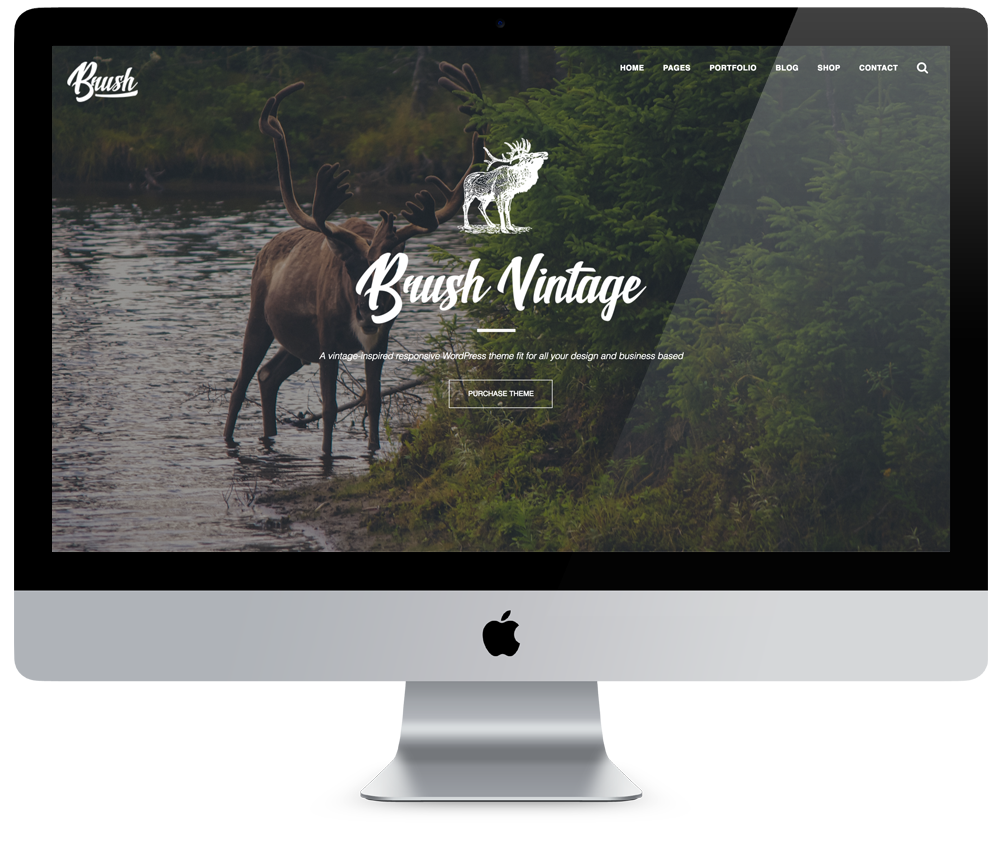 Brush
HOME PAGES PORTFOLIO BLOG SHOP CONTACT
Brush Vintage
A vintage-inspired responsive WordPress theme fit for all your design and business based
PURCHASE THEME